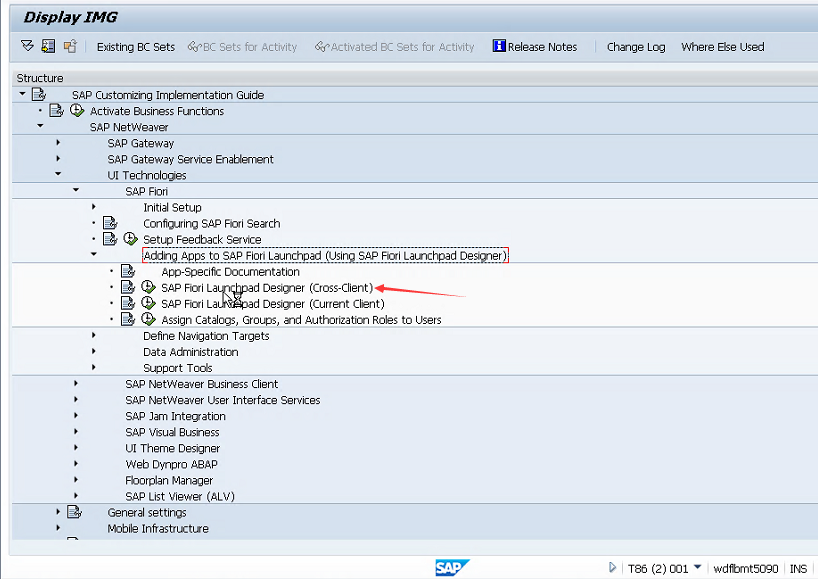 Display IMG
Existing BC Sets BC Sets for Activity Activated BC Sets for Activity Release Notes Change Log Where Else Used
Structure
SAP Customizing Implementation Guide
Activate Business Functions
SAP NetWeaver
SAP Gateway
SAP Gateway Service Enablement
UI Technologies
SAP Fiori
Initial Setup
Configuring SAP Fiori Search
Setup Feedback Service
Adding Apps to SAP Fiori Launchpad (Using SAP Fiori Launchpad Designer)
App-Specific Documentation
SAP Fiori Launchpad Designer (Cross-Client)
SAP Fiori Launchpad Designer (Current Client)
Assign Catalogs, Groups, and Authorization Roles to Users
Define Navigation Targets
Data Administration
Support Tools
SAP NetWeaver Business Client
SAP NetWeaver User Interface Services
SAP Jam Integration
SAP Visual Business
UI Theme Designer
Web Dynpro ABAP
Floorplan Manager
SAP List Viewer (ALV)
General settings
Mobile Infrastructure
SAP T86 (2) 001 wdflbmt5090 INS